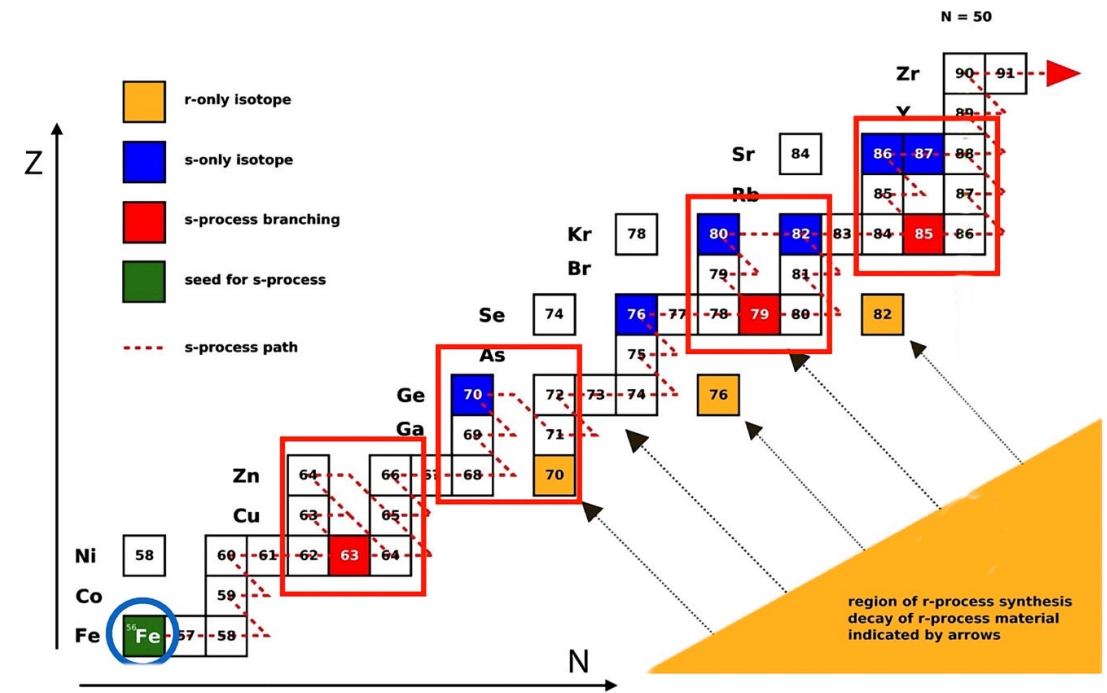 N = 50
Zr 90 91
r-only isotope
Y 89
Z
s-only isotope
Sr 84 86 87 88
Rb 85 87
s-process branching
Kr 78 80 82 83 84 85 86
Br 79 81
seed for s-process
Se 74 76 77 78 79 80 82
s-process path
As 75
Ge 70 72 73 74 76
Ga 69 71
Zn 64 66 67 68 70
Cu 63 65
Ni 58 60 61 62 63 64
Co 59
Fe 56Fe 57 58
region of r-process synthesis
decay of r-process material
indicated by arrows
N